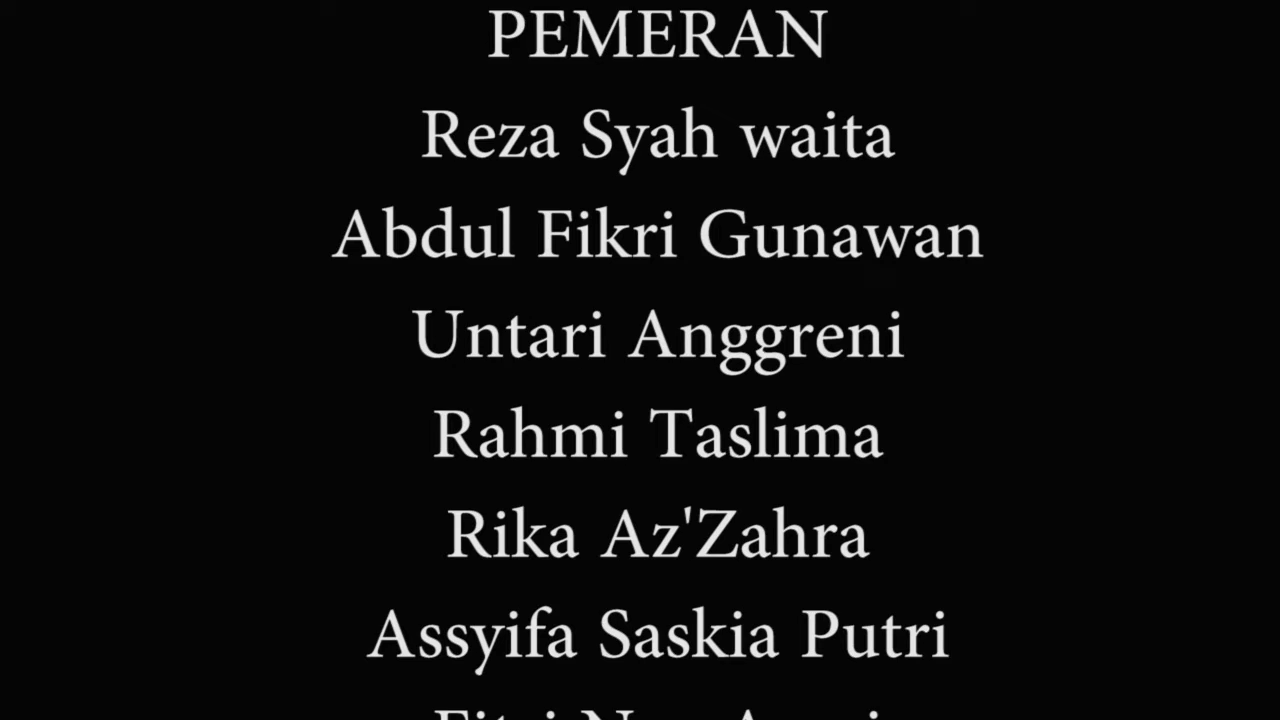 PEMERAN
Reza Syah waita
Abdul Fikri Gunawan
Untari Anggreni
Rahmi Taslima
Rika Az'Zahra
Assyifa Saskia Putri